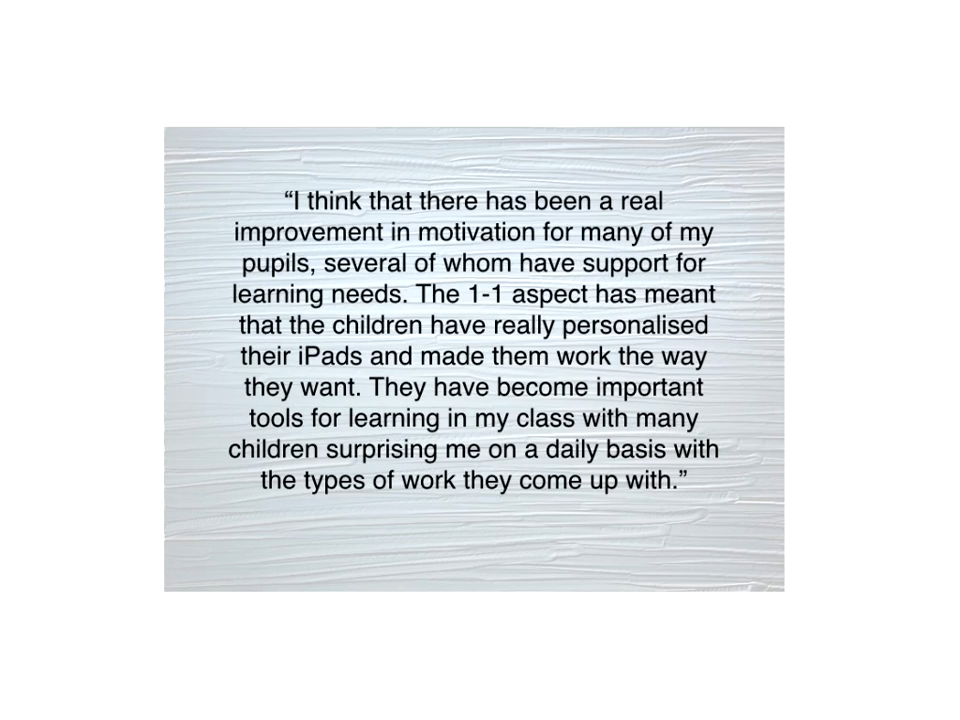 “I think that there has been a real
improvement in motivation for many of my
pupils, several of whom have support for
learning needs. The 1-1 aspect has meant
that the children have really personalised
their iPads and made them work the way
they want. They have become important
tools for learning in my class with many
children surprising me on a daily basis with
the types of work they come up with.”